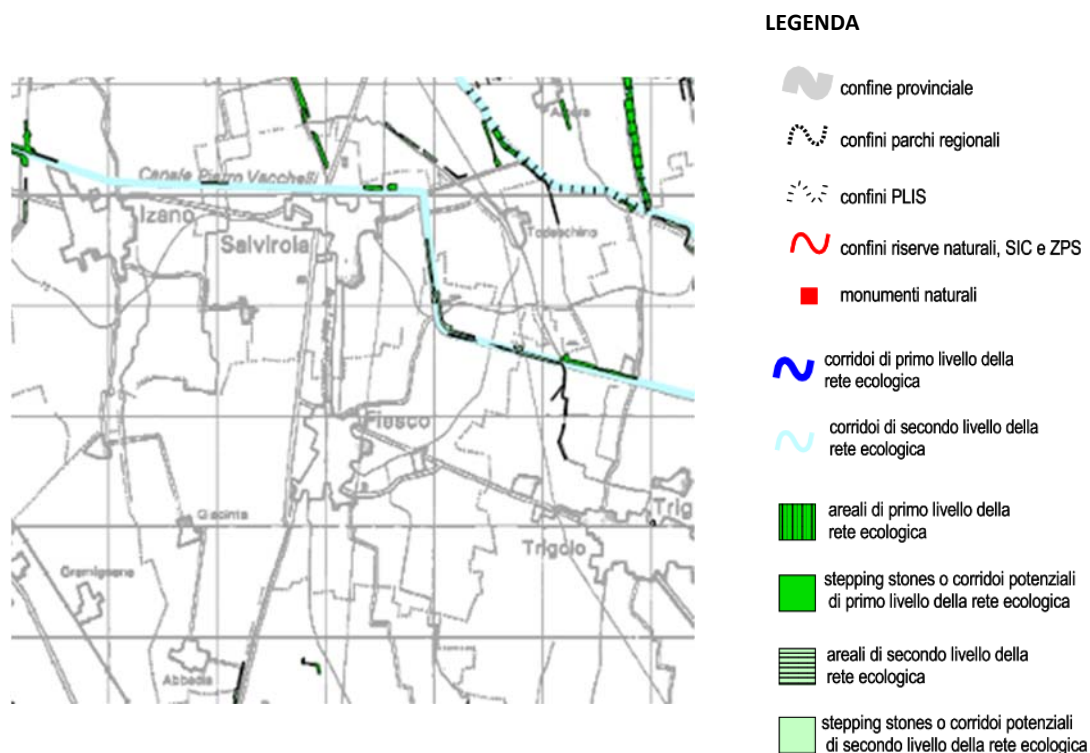 LEGENDA
confine provinciale
confini parchi regionali
confini PLIS
confini riserve naturali, SIC e ZPS
monumenti naturali
corridoi di primo livello della
rete ecologica
corridoi di secondo livello della
rete ecologica
areali di primo livello della
rete ecologica
stepping stones o corridoi potenziali
di primo livello della rete ecologica
areali di secondo livello della
rete ecologica
stepping stones o corridoi potenziali
di secondo livello della rete ecologica
Canale Pietro Vacchelli
Izano
Salvirola
Todeschino
Fiesco
Giacinta
Trig
Trigolo
Gramignana
Abbadia